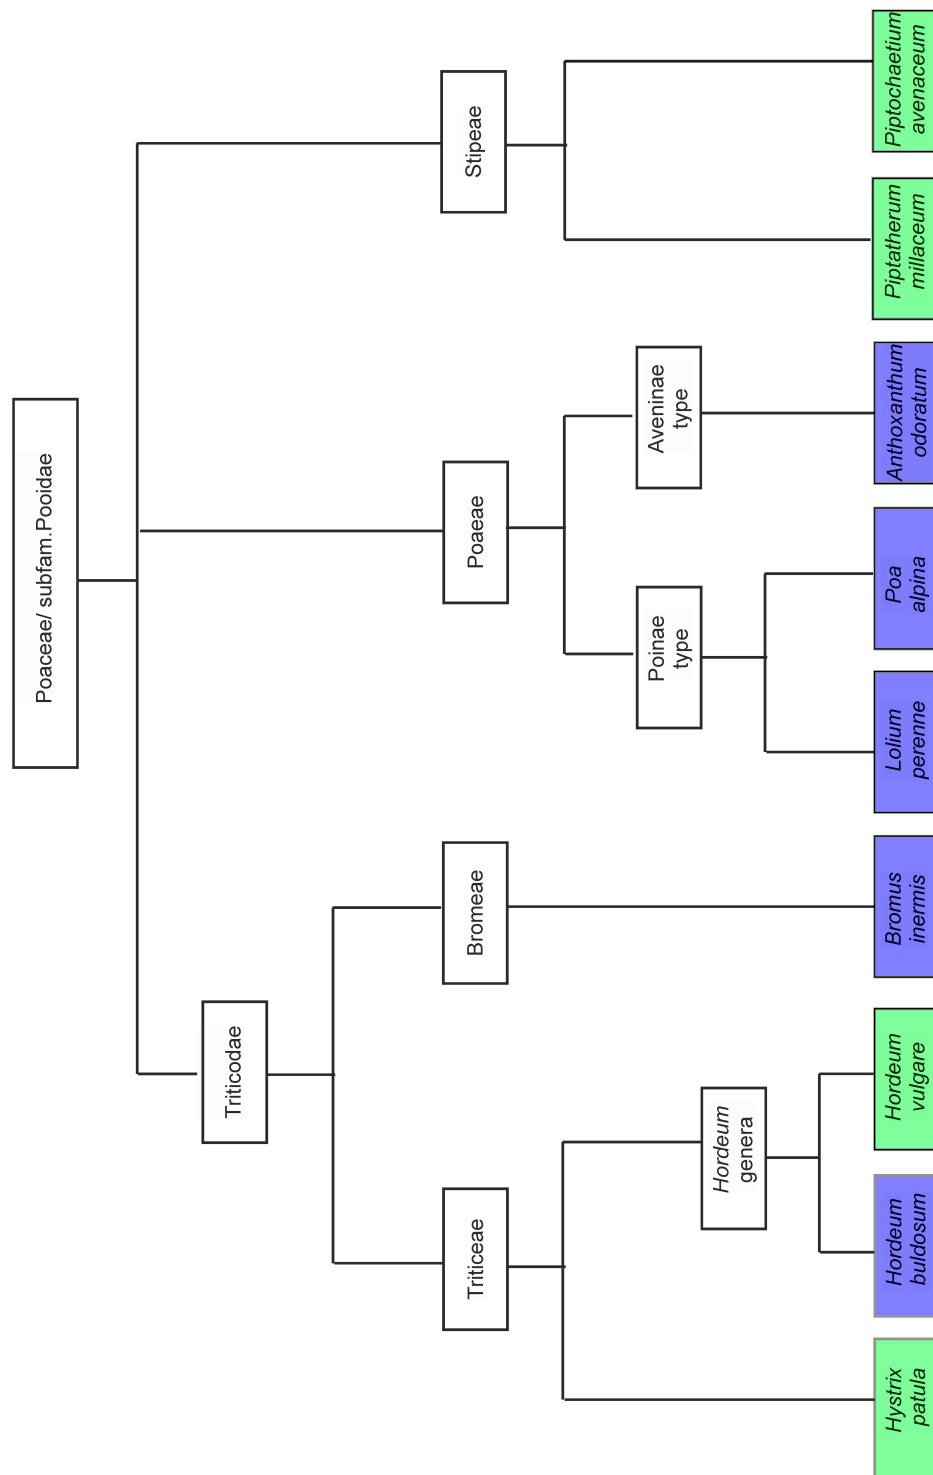 Poaceae/ subfam.Pooidae
Triticodae
Triticeae
Bromeae
Poaeae
Stipeae
Hordeum
genera
Poinae
type
Aveninae
type
Hystrix
patula
Hordeum
buldosum
Hordeum
vulgare
Bromus
inermis
Lolium
perenne
Poa
alpina
Anthoxanthum
odoratum
Piptatherum
millaceum
Piptochaetium
avenaceum